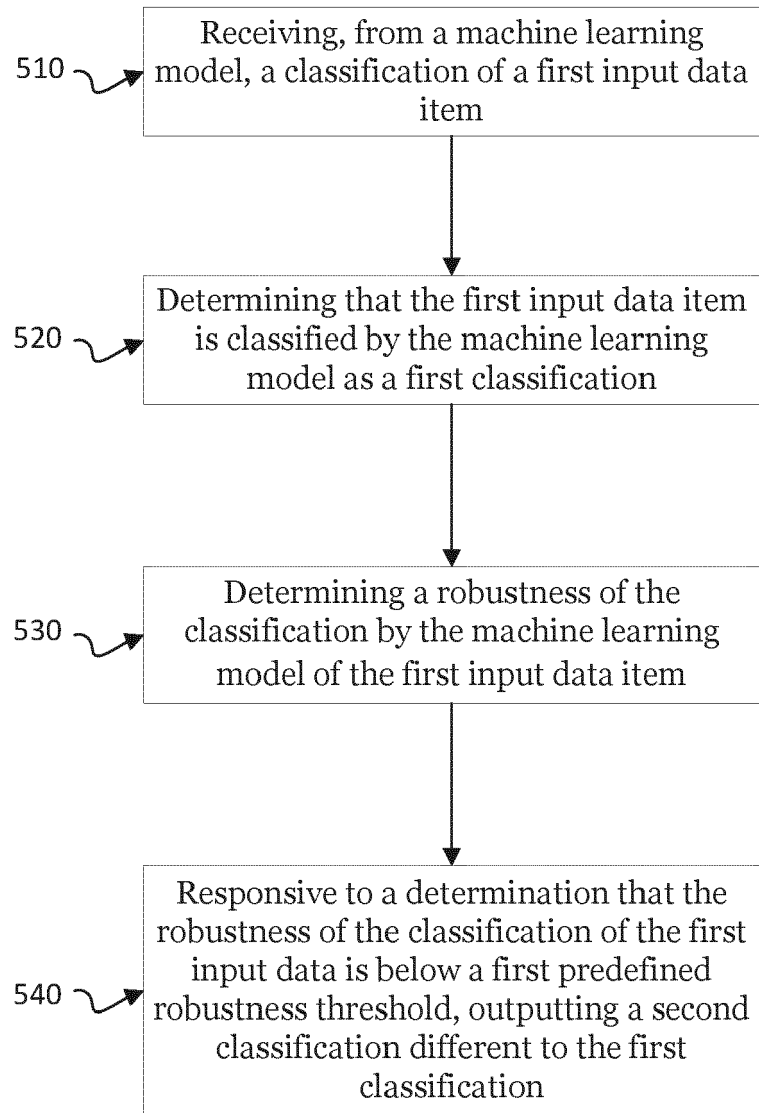 510
Receiving, from a machine learning
model, a classification of a first input data
item
520
Determining that the first input data item
is classified by the machine learning
model as a first classification
530
Determining a robustness of the
classification by the machine learning
model of the first input data item
540
Responsive to a determination that the
robustness of the classification of the first
input data is below a first predefined
robustness threshold, outputting a second
classification different to the first
classification